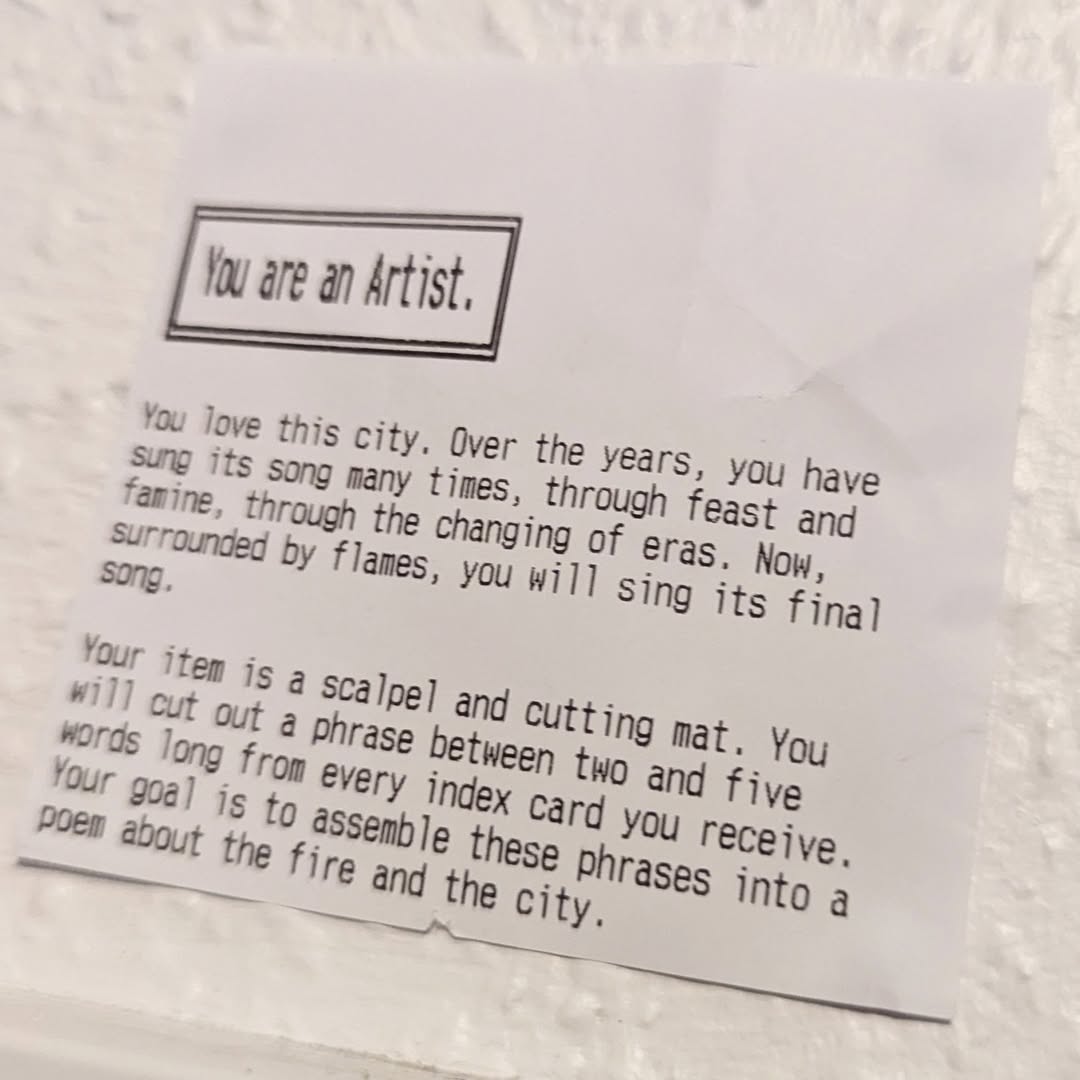 You are an Artist.
You love this city. Over the years, you have
sung its song many times, through feast and
famine, through the changing of eras. Now,
surrounded by flames, you will sing its final
song.
Your item is a scalpel and cutting mat. You
will cut out a phrase between two and five
words long from every index card you receive.
Your goal is to assemble these phrases into a
poem about the fire and the city.